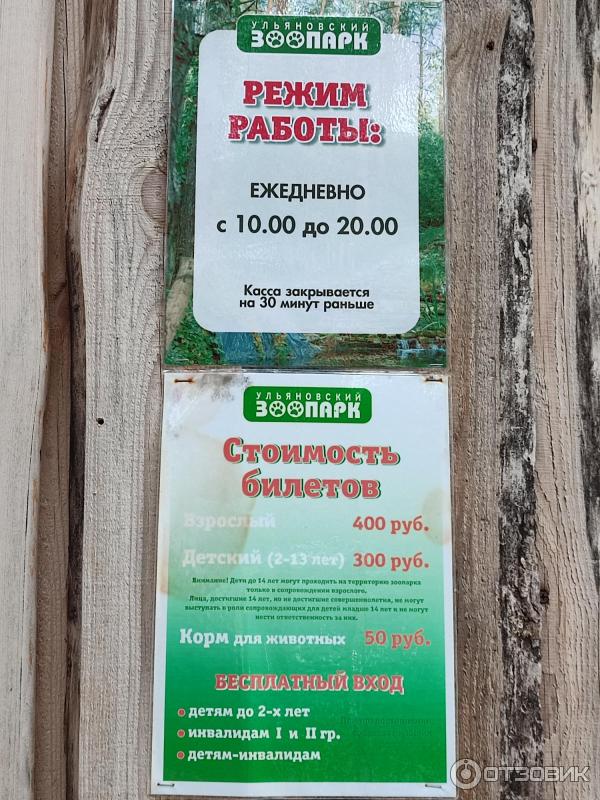 УЛЬЯНОВСКИЙ
ЗООПАРК
РЕЖИМ
РАБОТЫ:
ЕЖЕДНЕВНО
с 10.00 до 20.00
Касса закрывается
на 30 минут раньше
УЛЬЯНОВСКИЙ
ЗООПАРК
Стоимость
билетов
Взрослый 400 руб.
Детский (2-13 лет) 300 руб.
Внимание! Дети до 14 лет могут проходить на территорию зоопарка
только в сопровождении взрослого.
Лица, достигшие 14 лет, но не достигшие совершеннолетия, не могут
выступать в роли сопровождающих для детей младше 14 лет и не могут
нести ответственность за них.
Корм для животных 50 руб.
БЕСПЛАТНЫЙ ВХОД
• детям до 2-х лет
• инвалидам I и II гр.
• детям-инвалидам
ОТЗОВИК